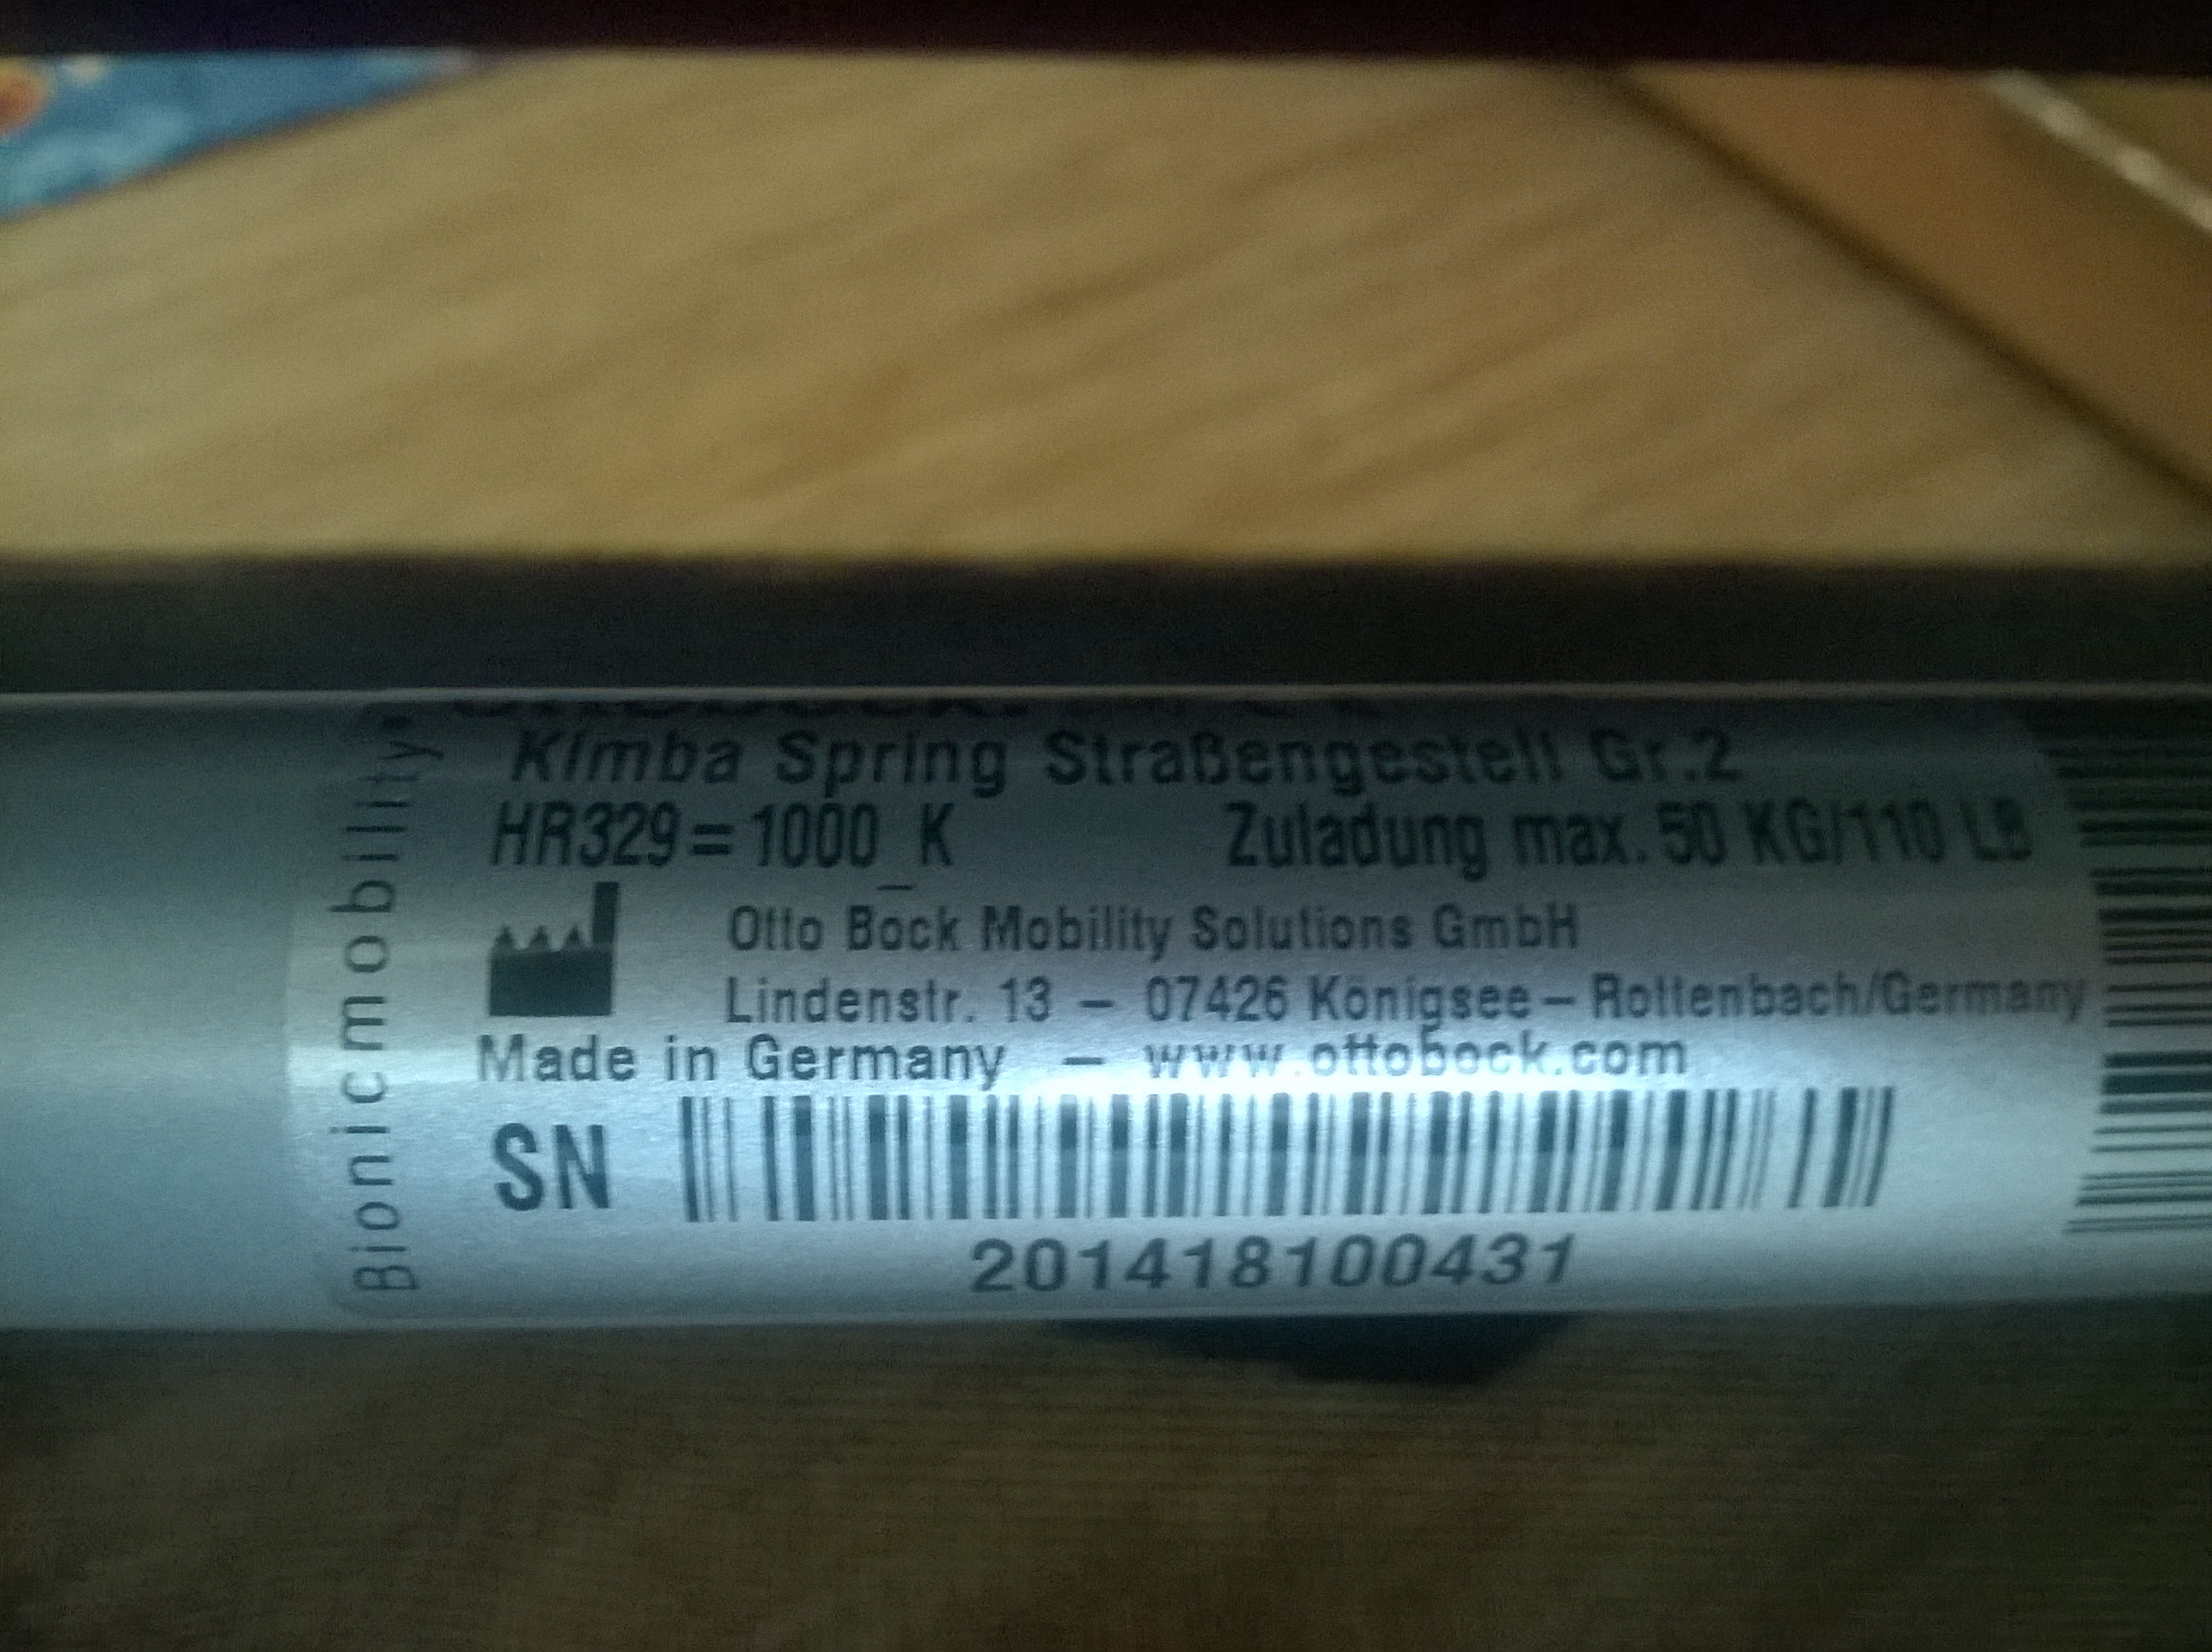 Kimba Spring Straßengestell Gr.2
HR329=1000_K Zuladung max. 50 KG/110 LB
Otto Bock Mobility Solutions GmbH
Lindenstr. 13 – 07426 Königsee–Rottenbach/Germany
Made in Germany – www.ottobock.com
SN
201418100431
Bionicmobility